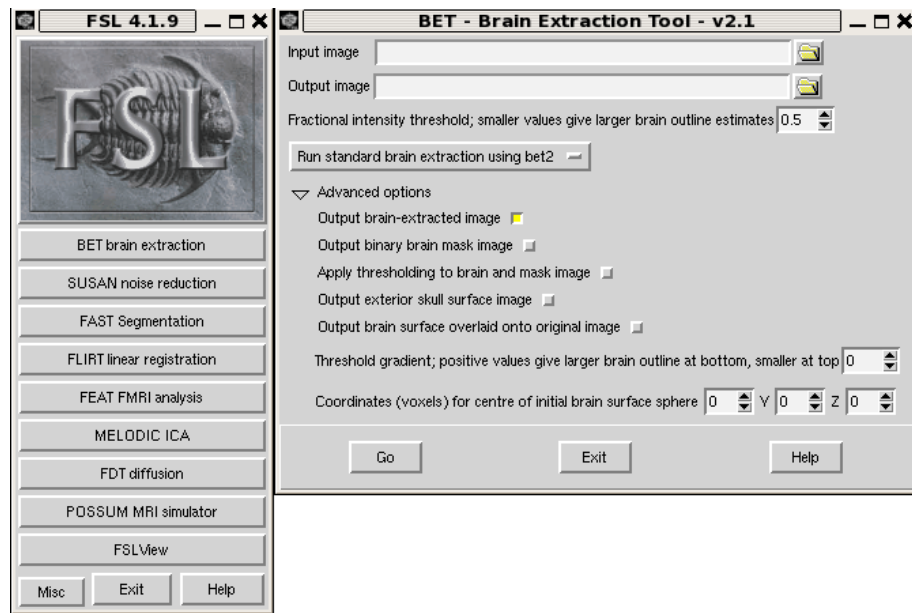 FSL 4.1.9
FSL
BET brain extraction
SUSAN noise reduction
FAST Segmentation
FLIRT linear registration
FEAT FMRI analysis
MELODIC ICA
FDT diffusion
POSSUM MRI simulator
FSLView
Misc Exit Help
BET - Brain Extraction Tool - v2.1
Input image
Output image
Fractional intensity threshold; smaller values give larger brain outline estimates 0.5
Run standard brain extraction using bet2
Advanced options
Output brain-extracted image
Output binary brain mask image
Apply thresholding to brain and mask image
Output exterior skull surface image
Output brain surface overlaid onto original image
Threshold gradient; positive values give larger brain outline at bottom, smaller at top 0
Coordinates (voxels) for centre of initial brain surface sphere 0 Y 0 Z 0
Go Exit Help